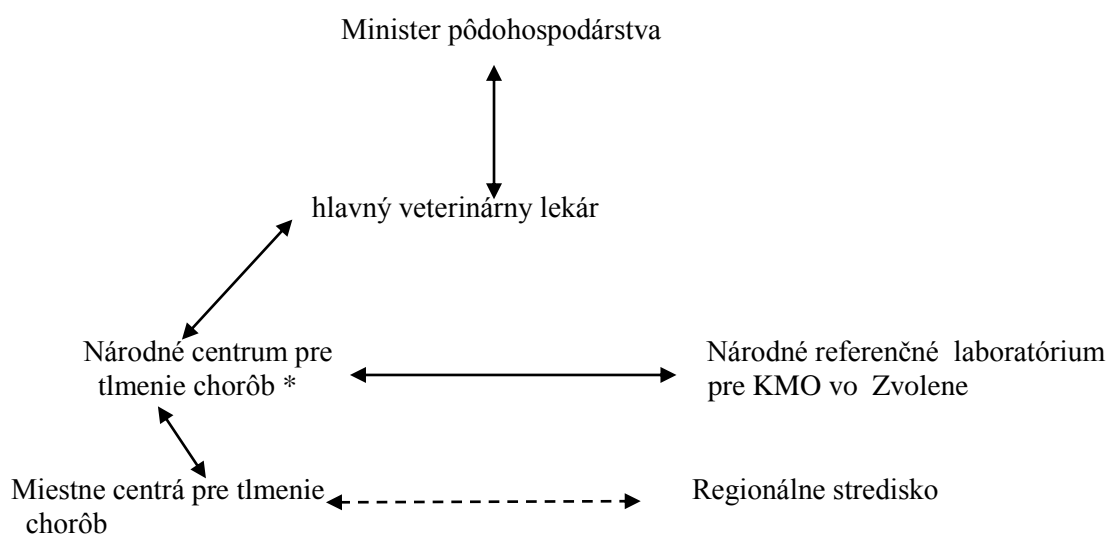 Minister pôdohospodárstva
hlavný veterinárny lekár
Národné centrum pre
tlmenie chorôb *
Národné referenčné laboratórium
pre KMO vo Zvolene
Miestne centrá pre tlmenie
chorôb
Regionálne stredisko